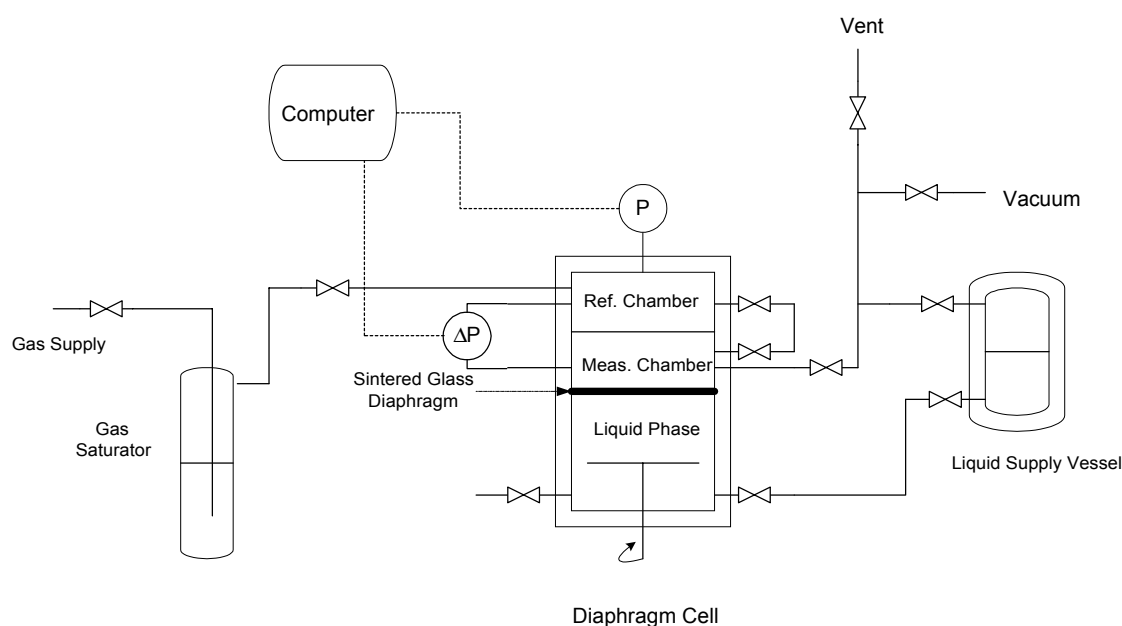 Vent
Computer
P
Vacuum
Ref. Chamber
Gas Supply
ΔP
Meas. Chamber
Sintered Glass
Diaphragm
Gas
Saturator
Liquid Phase
Liquid Supply Vessel
Diaphragm Cell